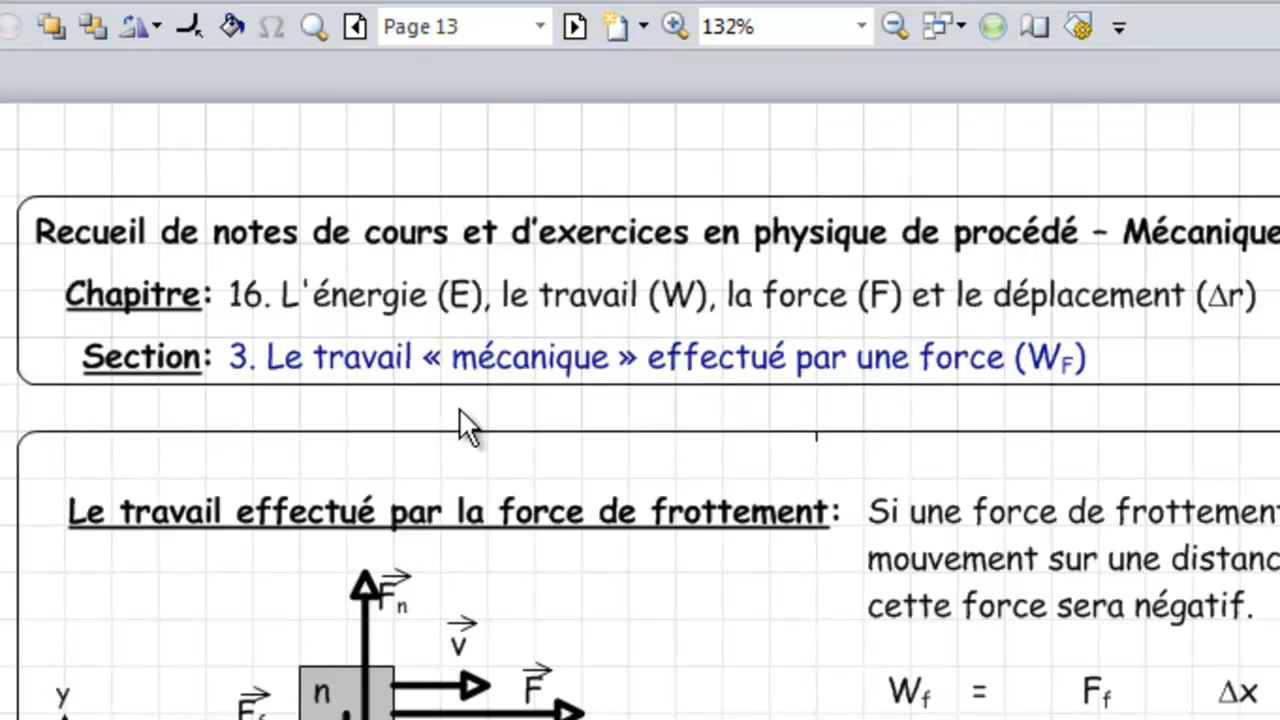 Page 13
132%
Recueil de notes de cours et d'exercices en physique de procédé – Mécanique
Chapitre: 16. L'énergie (E), le travail (W), la force (F) et le déplacement (Δr)
Section: 3. Le travail « mécanique » effectué par une force (WF)
Le travail effectué par la force de frottement: Si une force de frottement
mouvement sur une distanc
cette force sera négatif.
Fn
v
n
F
y
Ff
Wf = Ff Δx